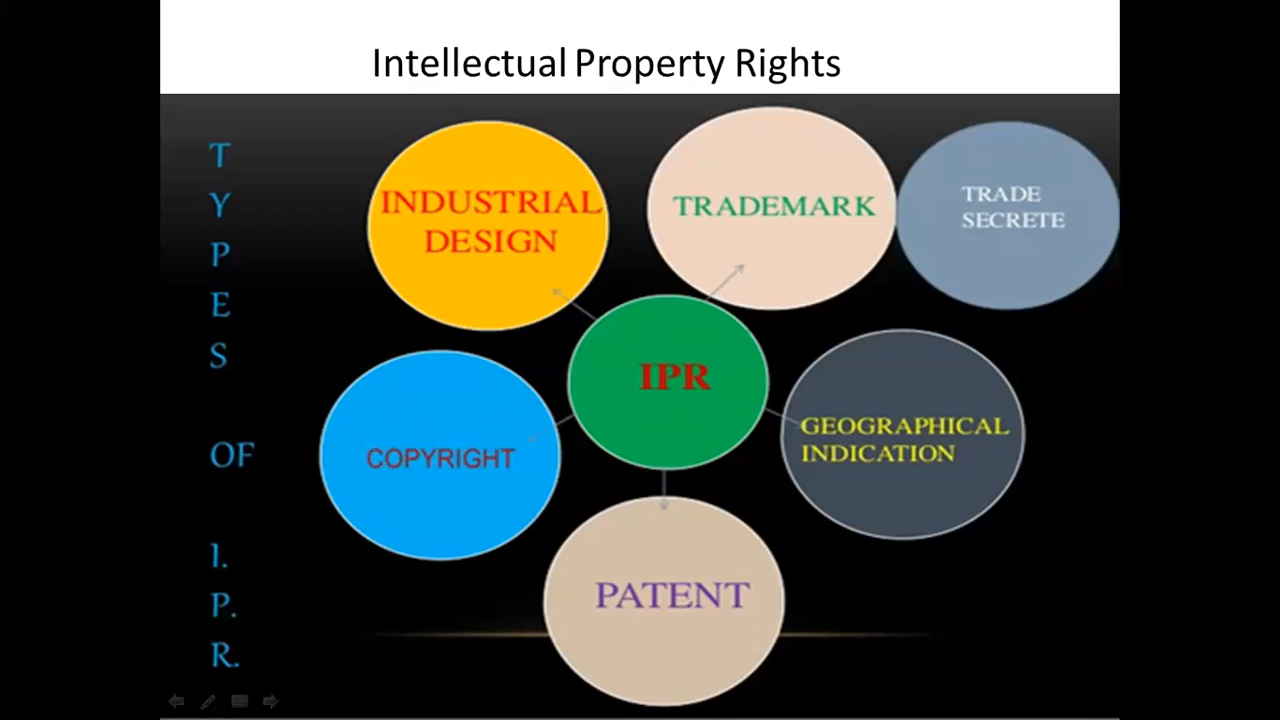 Intellectual Property Rights
T
Y
P
E
S
OF
I.
P.
R.
INDUSTRIAL
DESIGN
TRADEMARK
TRADE
SECRETE
IPR
COPYRIGHT
GEOGRAPHICAL
INDICATION
PATENT